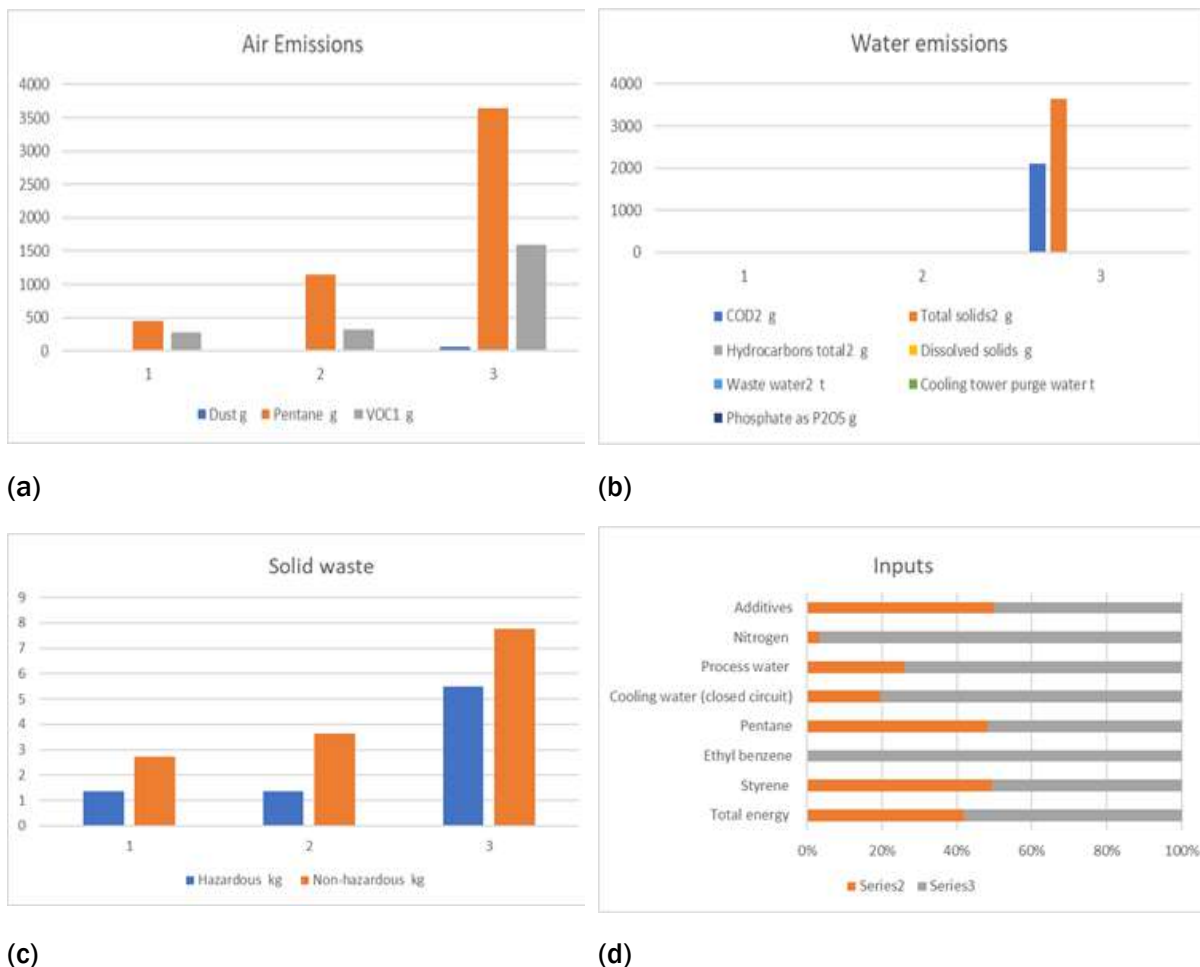 Air Emissions
4000
3500
3000
2500
2000
1500
1000
500
0
1 2 3
Dust g Pentane g VOC1 g
(a)
Water emissions
4000
3000
2000
1000
0
1 2 3
COD2 g Total solids2 g
Hydrocarbons total2 g Dissolved solids g
Waste water2 t Cooling tower purge water t
Phosphate as P2O5 g
(b)
Solid waste
9
8
7
6
5
4
3
2
1
0
1 2 3
Hazardous kg Non-hazardous kg
(c)
Inputs
Additives
Nitrogen
Process water
Cooling water (closed circuit)
Pentane
Ethyl benzene
Styrene
Total energy
0% 20% 40% 60% 80% 100%
Series2 Series3
(d)